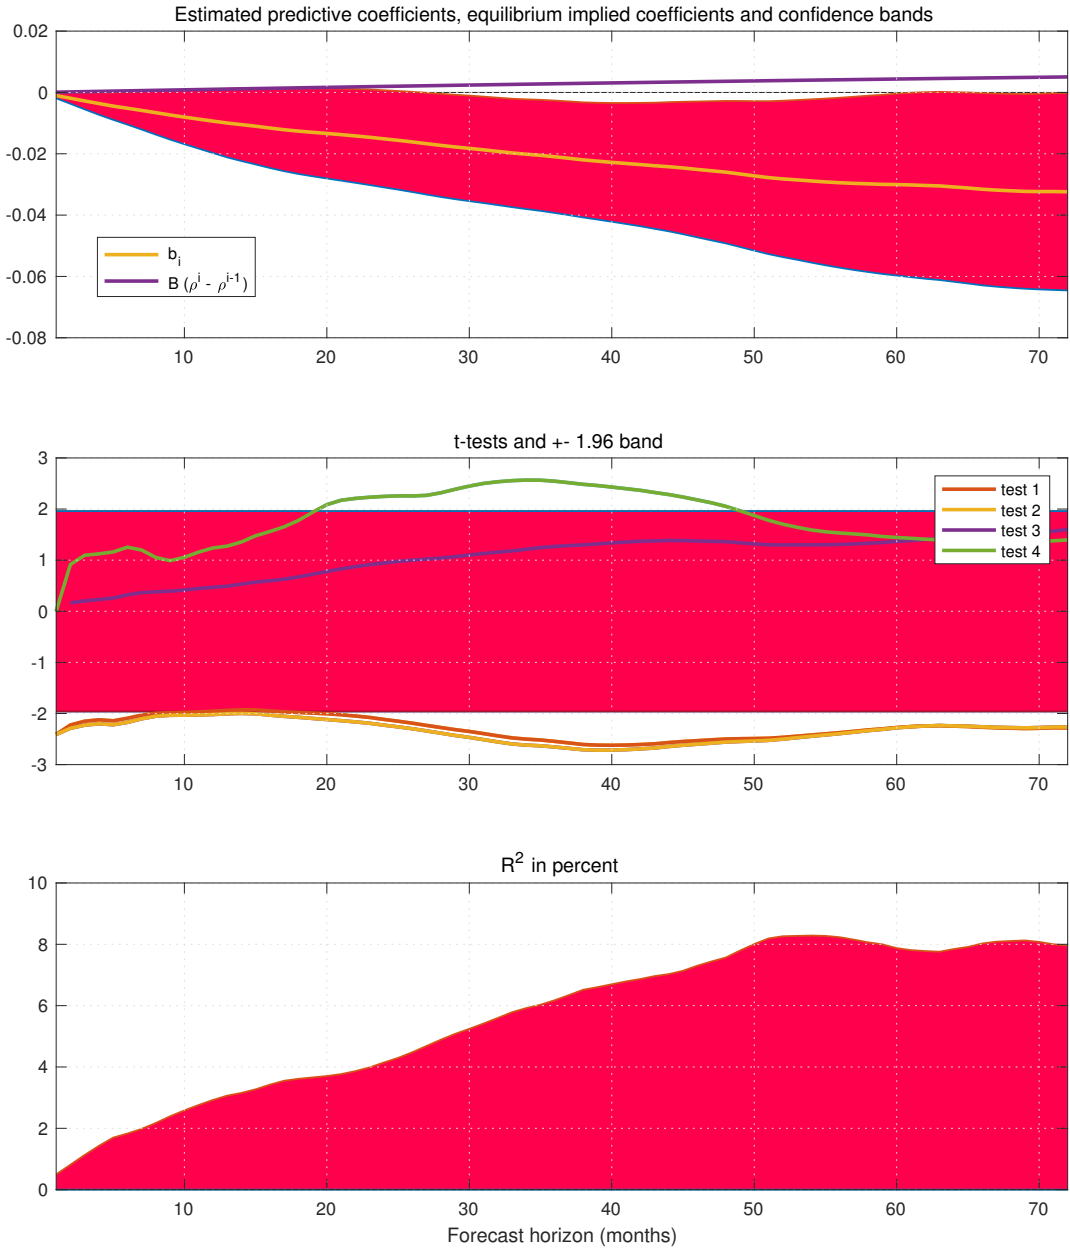 Estimated predictive coefficients, equilibrium implied coefficients and confidence bands
0.02
0
-0.02
-0.04
-0.06
-0.08
b_i
B (ρ^i - ρ^{i-1})
10 20 30 40 50 60 70
t-tests and +- 1.96 band
3
2
1
0
-1
-2
-3
test 1
test 2
test 3
test 4
10 20 30 40 50 60 70
R^2 in percent
10
8
6
4
2
0
10 20 30 40 50 60 70
Forecast horizon (months)